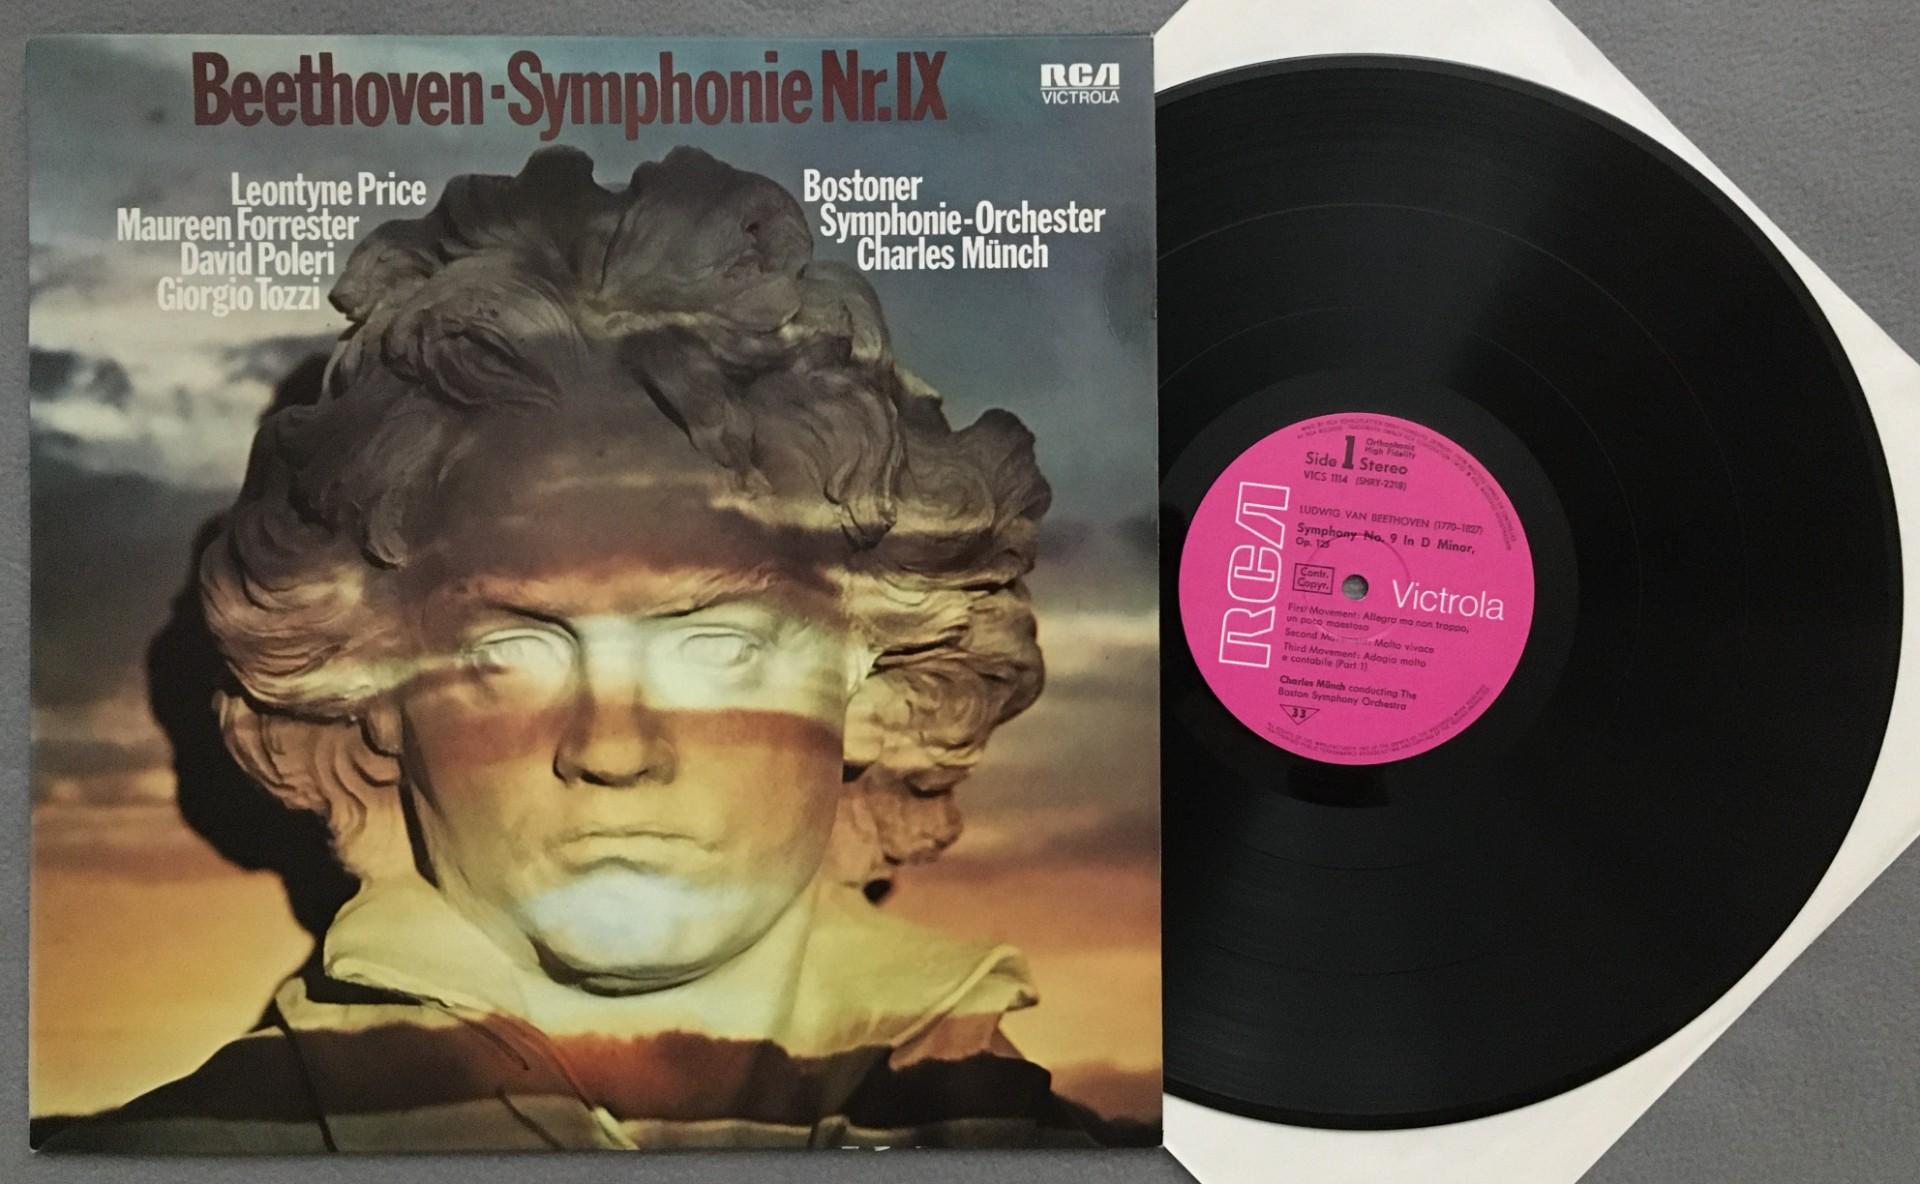 Beethoven·Symphonie Nr.IX
RCA
VICTROLA
Leontyne Price
Maureen Forrester
David Poleri
Giorgio Tozzi
Bostoner
Symphonie-Orchester
Charles Münch
Side 1 Stereo
Orthophonic
High Fidelity
VICS 1114 (SHRY-2218)
LUDWIG VAN BEETHOVEN (1770-1827)
Symphony No. 9 In D Minor,
Op. 125
Contr.
Copyr.
RCA
Victrola
First Movement: Allegro ma non troppo,
un poco maestoso
Second Movement: Molto vivace
Third Movement: Adagio molto
e cantabile (Part 1)
Charles Münch conducting The
Boston Symphony Orchestra
33